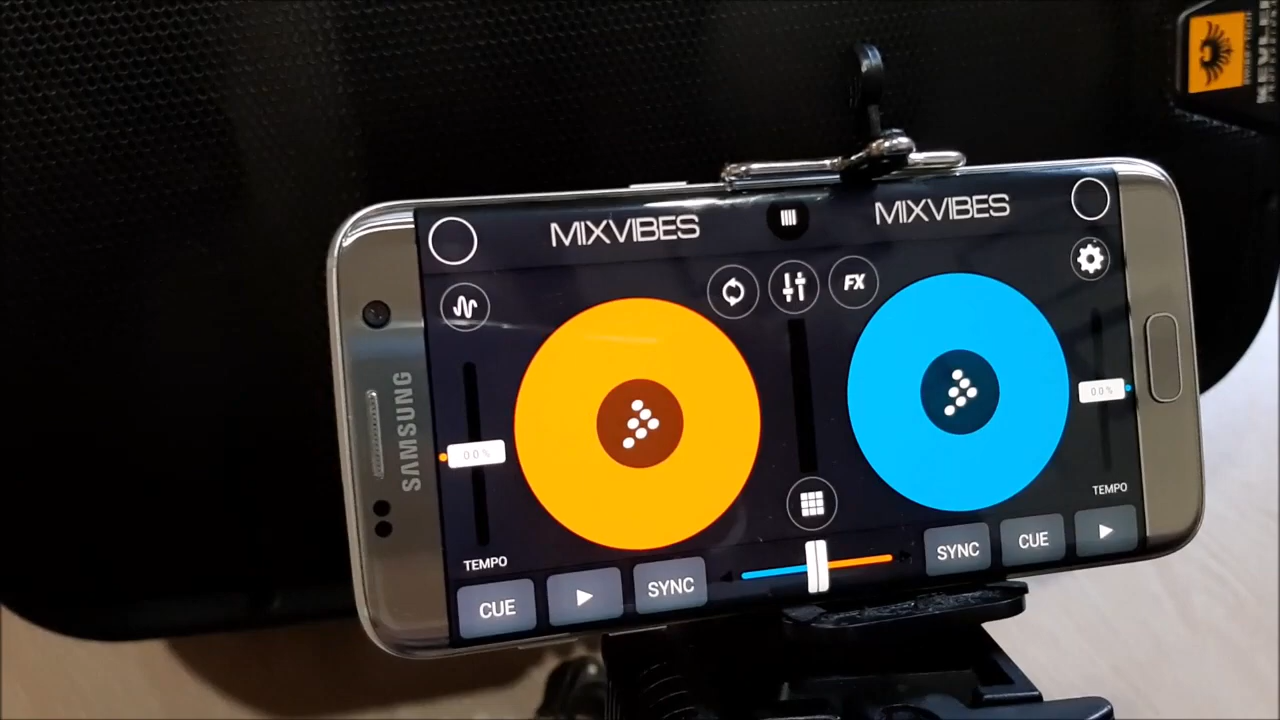 MIXVIBES
MIXVIBES
FX
SAMSUNG
0.0 %
0.0 %
TEMPO
TEMPO
CUE
SYNC
SYNC
CUE